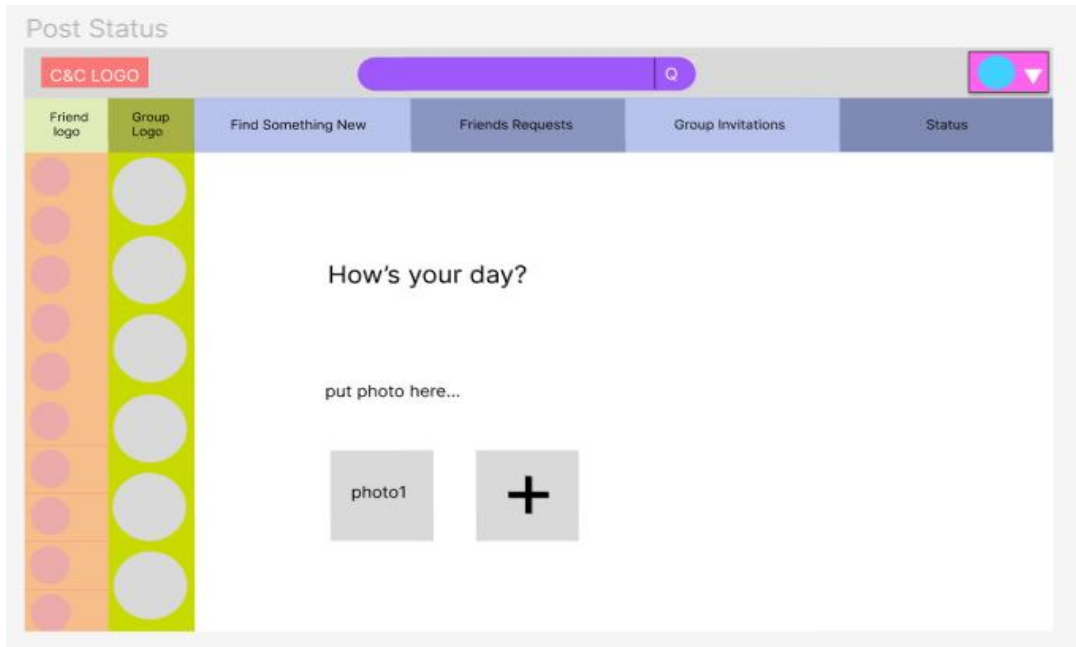 Post Status
C&C LOGO
Q
Friend
logo
Group
Logo
Find Something New
Friends Requests
Group Invitations
Status
How's your day?
put photo here...
photo1